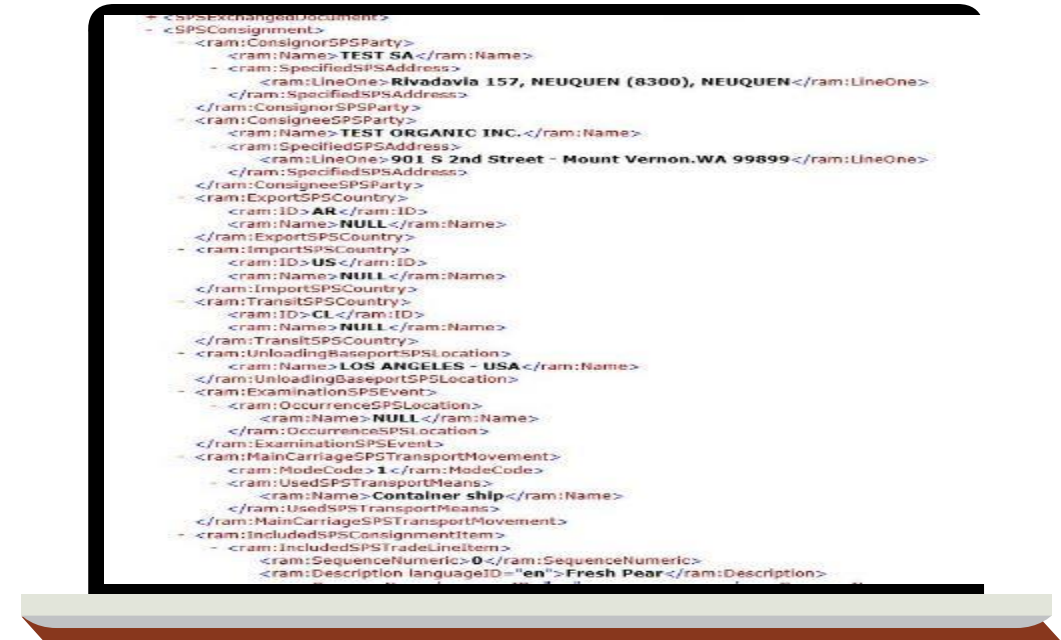 + <SPSExchangedDocument>
- <SPSConsignment>
- <ram:ConsignorSPSParty>
<ram:Name>TEST SA</ram:Name>
- <ram:SpecifiedSPSAddress>
<ram:LineOne>Rivadavia 157, NEUQUEN (8300), NEUQUEN</ram:LineOne>
</ram:SpecifiedSPSAddress>
</ram:ConsignorSPSParty>
- <ram:ConsigneeSPSParty>
<ram:Name>TEST ORGANIC INC.</ram:Name>
- <ram:SpecifiedSPSAddress>
<ram:LineOne>901 S 2nd Street - Mount Vernon.WA 99899</ram:LineOne>
</ram:SpecifiedSPSAddress>
</ram:ConsigneeSPSParty>
- <ram:ExportSPSCountry>
<ram:ID>AR</ram:ID>
<ram:Name>NULL</ram:Name>
</ram:ExportSPSCountry>
- <ram:ImportSPSCountry>
<ram:ID>US</ram:ID>
<ram:Name>NULL</ram:Name>
</ram:ImportSPSCountry>
- <ram:TransitSPSCountry>
<ram:ID>CL</ram:ID>
<ram:Name>NULL</ram:Name>
</ram:TransitSPSCountry>
- <ram:UnloadingBaseportSPSLocation>
<ram:Name>LOS ANGELES - USA</ram:Name>
</ram:UnloadingBaseportSPSLocation>
- <ram:ExaminationSPSEvent>
- <ram:OccurrenceSPSLocation>
<ram:Name>NULL</ram:Name>
</ram:OccurrenceSPSLocation>
</ram:ExaminationSPSEvent>
- <ram:MainCarriageSPSTransportMovement>
<ram:ModeCode>1</ram:ModeCode>
- <ram:UsedSPSTransportMeans>
<ram:Name>Container ship</ram:Name>
</ram:UsedSPSTransportMeans>
</ram:MainCarriageSPSTransportMovement>
- <ram:IncludedSPSConsignmentItem>
- <ram:IncludedSPSTradeLineItem>
<ram:SequenceNumeric>0</ram:SequenceNumeric>
<ram:Description languageID="en">Fresh Pear</ram:Description>